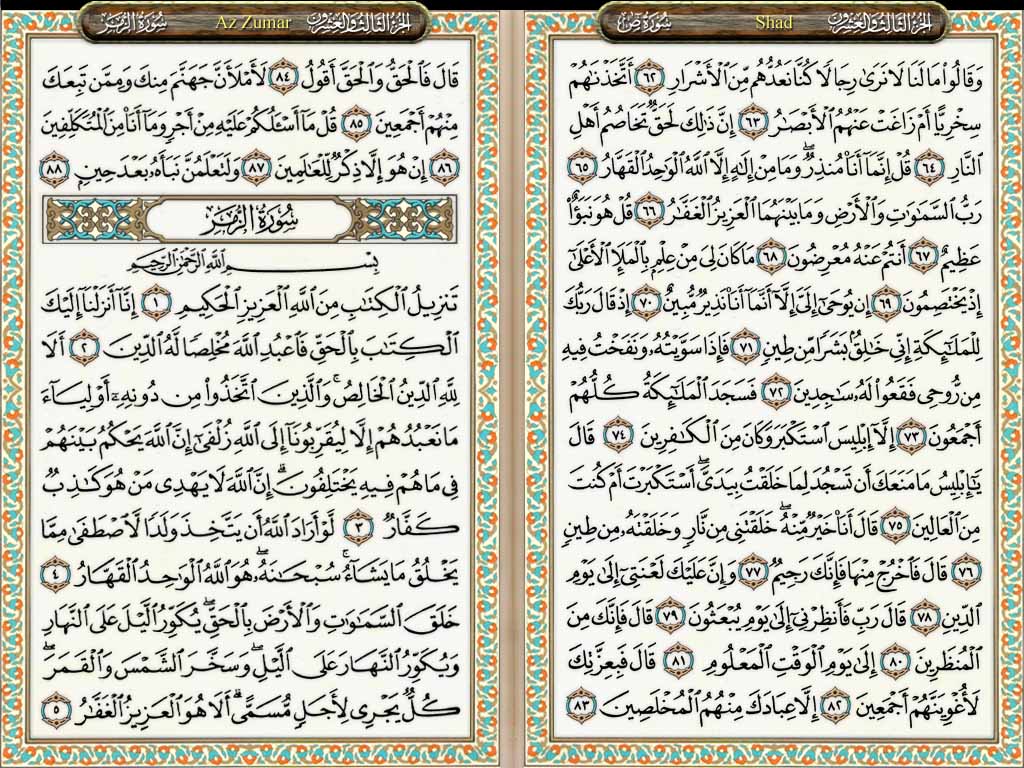 الجزء الثالث والعشرون Shad سورة ص
وَقَالُوا۟ مَا لَنَا لَا نَرَىٰ رِجَالًا كُنَّا نَعُدُّهُم مِّنَ ٱلْأَشْرَارِ ٦٢ أَتَّخَذْنَـٰهُمْ
سِخْرِيًّا أَمْ زَاغَتْ عَنْهُمُ ٱلْأَبْصَـٰرُ ٦٣ إِنَّ ذَٰلِكَ لَحَقٌّ تَخَاصُمُ أَهْلِ
ٱلنَّارِ ٦٤ قُلْ إِنَّمَآ أَنَا۠ مُنذِرٌ ۖ وَمَا مِنْ إِلَـٰهٍ إِلَّا ٱللَّهُ ٱلْوَٰحِدُ ٱلْقَهَّارُ ٦٥
رَبُّ ٱلسَّمَـٰوَٰتِ وَٱلْأَرْضِ وَمَا بَيْنَهُمَا ٱلْعَزِيزُ ٱلْغَفَّـٰرُ ٦٦ قُلْ هُوَ نَبَؤٌا۟
عَظِيمٌ ٦٧ أَنتُمْ عَنْهُ مُعْرِضُونَ ٦٨ مَا كَانَ لِىَ مِنْ عِلْمٍۭ بِٱلْمَلَإِ ٱلْأَعْلَىٰٓ
إِذْ يَخْتَصِمُونَ ٦٩ إِن يُوحَىٰٓ إِلَىَّ إِلَّآ أَنَّمَآ أَنَا۠ نَذِيرٌ مُّبِينٌ ٧٠ إِذْ قَالَ رَبُّكَ
لِلْمَلَـٰٓئِكَةِ إِنِّى خَـٰلِقٌۢ بَشَرًا مِّن طِينٍ ٧١ فَإِذَا سَوَّيْتُهُۥ وَنَفَخْتُ فِيهِ
مِن رُّوحِى فَقَعُوا۟ لَهُۥ سَـٰجِدِينَ ٧٢ فَسَجَدَ ٱلْمَلَـٰٓئِكَةُ كُلُّهُمْ
أَجْمَعُونَ ٧٣ إِلَّآ إِبْلِيسَ ٱسْتَكْبَرَ وَكَانَ مِنَ ٱلْكَـٰفِرِينَ ٧٤ قَالَ
يَـٰٓإِبْلِيسُ مَا مَنَعَكَ أَن تَسْجُدَ لِمَا خَلَقْتُ بِيَدَىَّ ۖ أَسْتَكْبَرْتَ أَمْ كُنتَ
مِنَ ٱلْعَالِينَ ٧٥ قَالَ أَنَا۠ خَيْرٌ مِّنْهُ ۖ خَلَقْتَنِى مِن نَّارٍ وَخَلَقْتَهُۥ مِن طِينٍ
٧٦ قَالَ فَٱخْرُجْ مِنْهَا فَإِنَّكَ رَجِيمٌ ٧٧ وَإِنَّ عَلَيْكَ لَعْنَتِىٓ إِلَىٰ يَوْمِ
ٱلدِّينِ ٧٨ قَالَ رَبِّ فَأَنظِرْنِىٓ إِلَىٰ يَوْمِ يُبْعَثُونَ ٧٩ قَالَ فَإِنَّكَ مِنَ
ٱلْمُنظَرِينَ ٨٠ إِلَىٰ يَوْمِ ٱلْوَقْتِ ٱلْمَعْلُومِ ٨١ قَالَ فَبِعِزَّتِكَ
لَأُغْوِيَنَّهُمْ أَجْمَعِينَ ٨٢ إِلَّا عِبَادَكَ مِنْهُمُ ٱلْمُخْلَصِينَ ٨٣
الجزء الثالث والعشرون Az Zumar سورة الزمر
قَالَ فَٱلْحَقُّ وَٱلْحَقَّ أَقُولُ ٨٤ لَأَمْلَأَنَّ جَهَنَّمَ مِنكَ وَمِمَّن تَبِعَكَ
مِنْهُمْ أَجْمَعِينَ ٨٥ قُلْ مَآ أَسْـَٔلُكُمْ عَلَيْهِ مِنْ أَجْرٍ وَمَآ أَنَا۠ مِنَ ٱلْمُتَكَلِّفِينَ
٨٦ إِنْ هُوَ إِلَّا ذِكْرٌ لِّلْعَـٰلَمِينَ ٨٧ وَلَتَعْلَمُنَّ نَبَأَهُۥ بَعْدَ حِينٍۭ ٨٨
سُورَةُ الزُّمَرِ
بِسْمِ ٱللَّهِ ٱلرَّحْمَـٰنِ ٱلرَّحِيمِ
تَنزِيلُ ٱلْكِتَـٰبِ مِنَ ٱللَّهِ ٱلْعَزِيزِ ٱلْحَكِيمِ ١ إِنَّآ أَنزَلْنَآ إِلَيْكَ
ٱلْكِتَـٰبَ بِٱلْحَقِّ فَٱعْبُدِ ٱللَّهَ مُخْلِصًا لَّهُ ٱلدِّينَ ٢ أَلَا
لِلَّهِ ٱلدِّينُ ٱلْخَالِصُ ۚ وَٱلَّذِينَ ٱتَّخَذُوا۟ مِن دُونِهِۦٓ أَوْلِيَآءَ
مَا نَعْبُدُهُمْ إِلَّا لِيُقَرِّبُونَآ إِلَى ٱللَّهِ زُلْفَىٰٓ إِنَّ ٱللَّهَ يَحْكُمُ بَيْنَهُمْ
فِى مَا هُمْ فِيهِ يَخْتَلِفُونَ ۗ إِنَّ ٱللَّهَ لَا يَهْدِى مَنْ هُوَ كَـٰذِبٌ
كَفَّارٌ ٣ لَّوْ أَرَادَ ٱللَّهُ أَن يَتَّخِذَ وَلَدًا لَّٱصْطَفَىٰ مِمَّا
يَخْلُقُ مَا يَشَآءُ ۚ سُبْحَـٰنَهُۥ ۖ هُوَ ٱللَّهُ ٱلْوَٰحِدُ ٱلْقَهَّارُ ٤
خَلَقَ ٱلسَّمَـٰوَٰتِ وَٱلْأَرْضَ بِٱلْحَقِّ ۖ يُكَوِّرُ ٱلَّيْلَ عَلَى ٱلنَّهَارِ
وَيُكَوِّرُ ٱلنَّهَارَ عَلَى ٱلَّيْلِ ۖ وَسَخَّرَ ٱلشَّمْسَ وَٱلْقَمَرَ ۖ
كُلٌّ يَجْرِى لِأَجَلٍ مُّسَمًّى ۗ أَلَا هُوَ ٱلْعَزِيزُ ٱلْغَفَّـٰرُ ٥